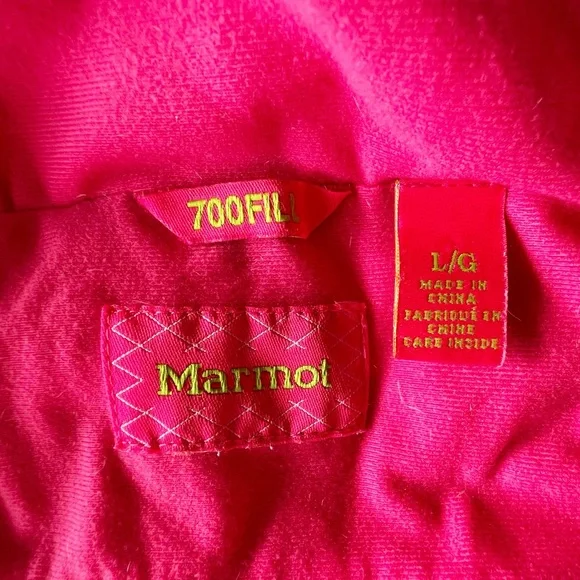 700FILL
L/G
MADE IN
CHINA
FABRIQUÉ EN
CHINE
CARE INSIDE
Marmot